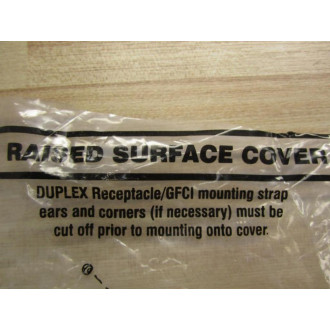 RAISED SURFACE COVER
DUPLEX Receptacle/GFCI mounting strap
ears and corners (if necessary) must be
cut off prior to mounting onto cover.